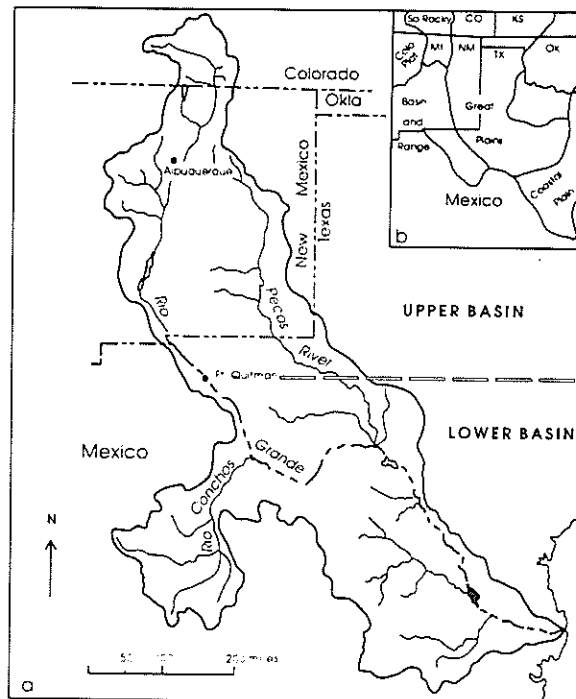 Colorado
Okla
Albuquerque
New Mexico
Texas
Rio
Pecos
River
Ft. Quitman
UPPER BASIN
LOWER BASIN
Mexico
Grande
Conchos
Rio
N
50 100 200 miles
a
So Rocky CO KS
Colo Plat MT NM TX OK
Basin and Range
Great Plains
Coastal Plain
Mexico
b